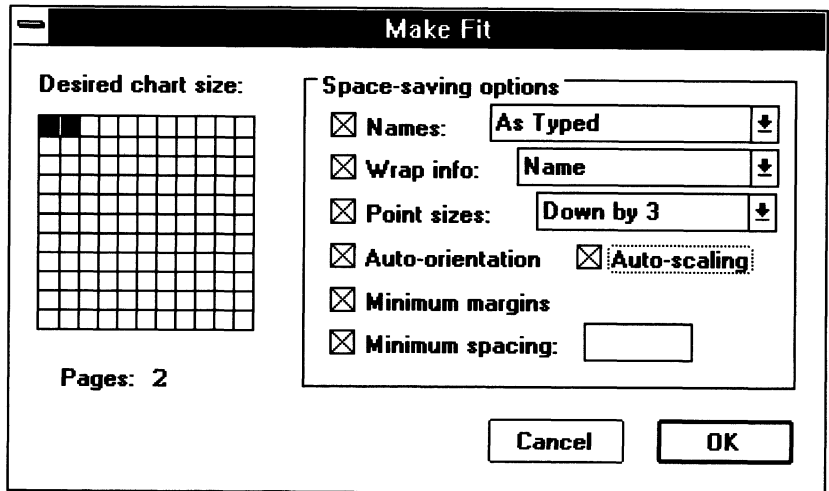 Make Fit
Desired chart size:
Space-saving options
Names: As Typed
Wrap info: Name
Point sizes: Down by 3
Auto-orientation Auto-scaling
Minimum margins
Minimum spacing:
Pages: 2
Cancel OK